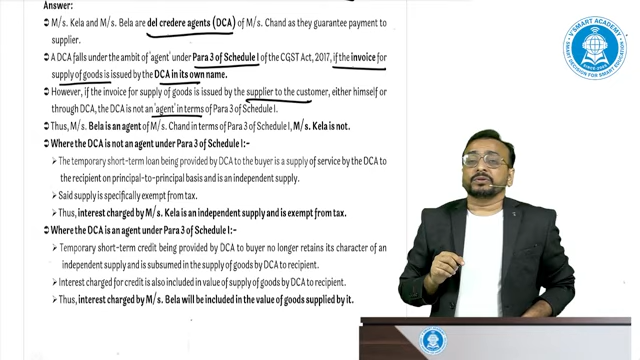 Answer:
➲ M/s. Kela and M/s. Bela are del credere agents (DCA) of M/s. Chand as they guarantee payment to
supplier.
➲ A DCA falls under the ambit of 'agent' under Para 3 of Schedule I of the CGST Act, 2017, if the invoice for
supply of goods is issued by the DCA in its own name.
➲ However, if the invoice for supply of goods is issued by the supplier to the customer, either himself or
through DCA, the DCA is not an 'agent' in terms of Para 3 of Schedule I.
➲ Thus, M/s. Bela is an agent of M/s. Chand in terms of Para 3 of Schedule I, M/s. Kela is not.
➲ Where the DCA is not an agent under Para 3 of Schedule I:-
➤ The temporary short-term loan being provided by DCA to the buyer is a supply of service by the DCA to
the recipient on principal-to-principal basis and is an independent supply.
➤ Said supply is specifically exempt from tax.
➤ Thus, interest charged by M/s. Kela is an independent supply and is exempt from tax.
➲ Where the DCA is an agent under Para 3 of Schedule I:-
➤ Temporary short-term credit being provided by DCA to buyer no longer retains its character of an
independent supply and is subsumed in the supply of goods by DCA to recipient.
➤ Interest charged for credit is also included in value of supply of goods by DCA to recipient.
➤ Thus, interest charged by M/s. Bela will be included in the value of goods supplied by it.
V SMART ACADEMY
SMART DECISION FOR SMART FUTURE